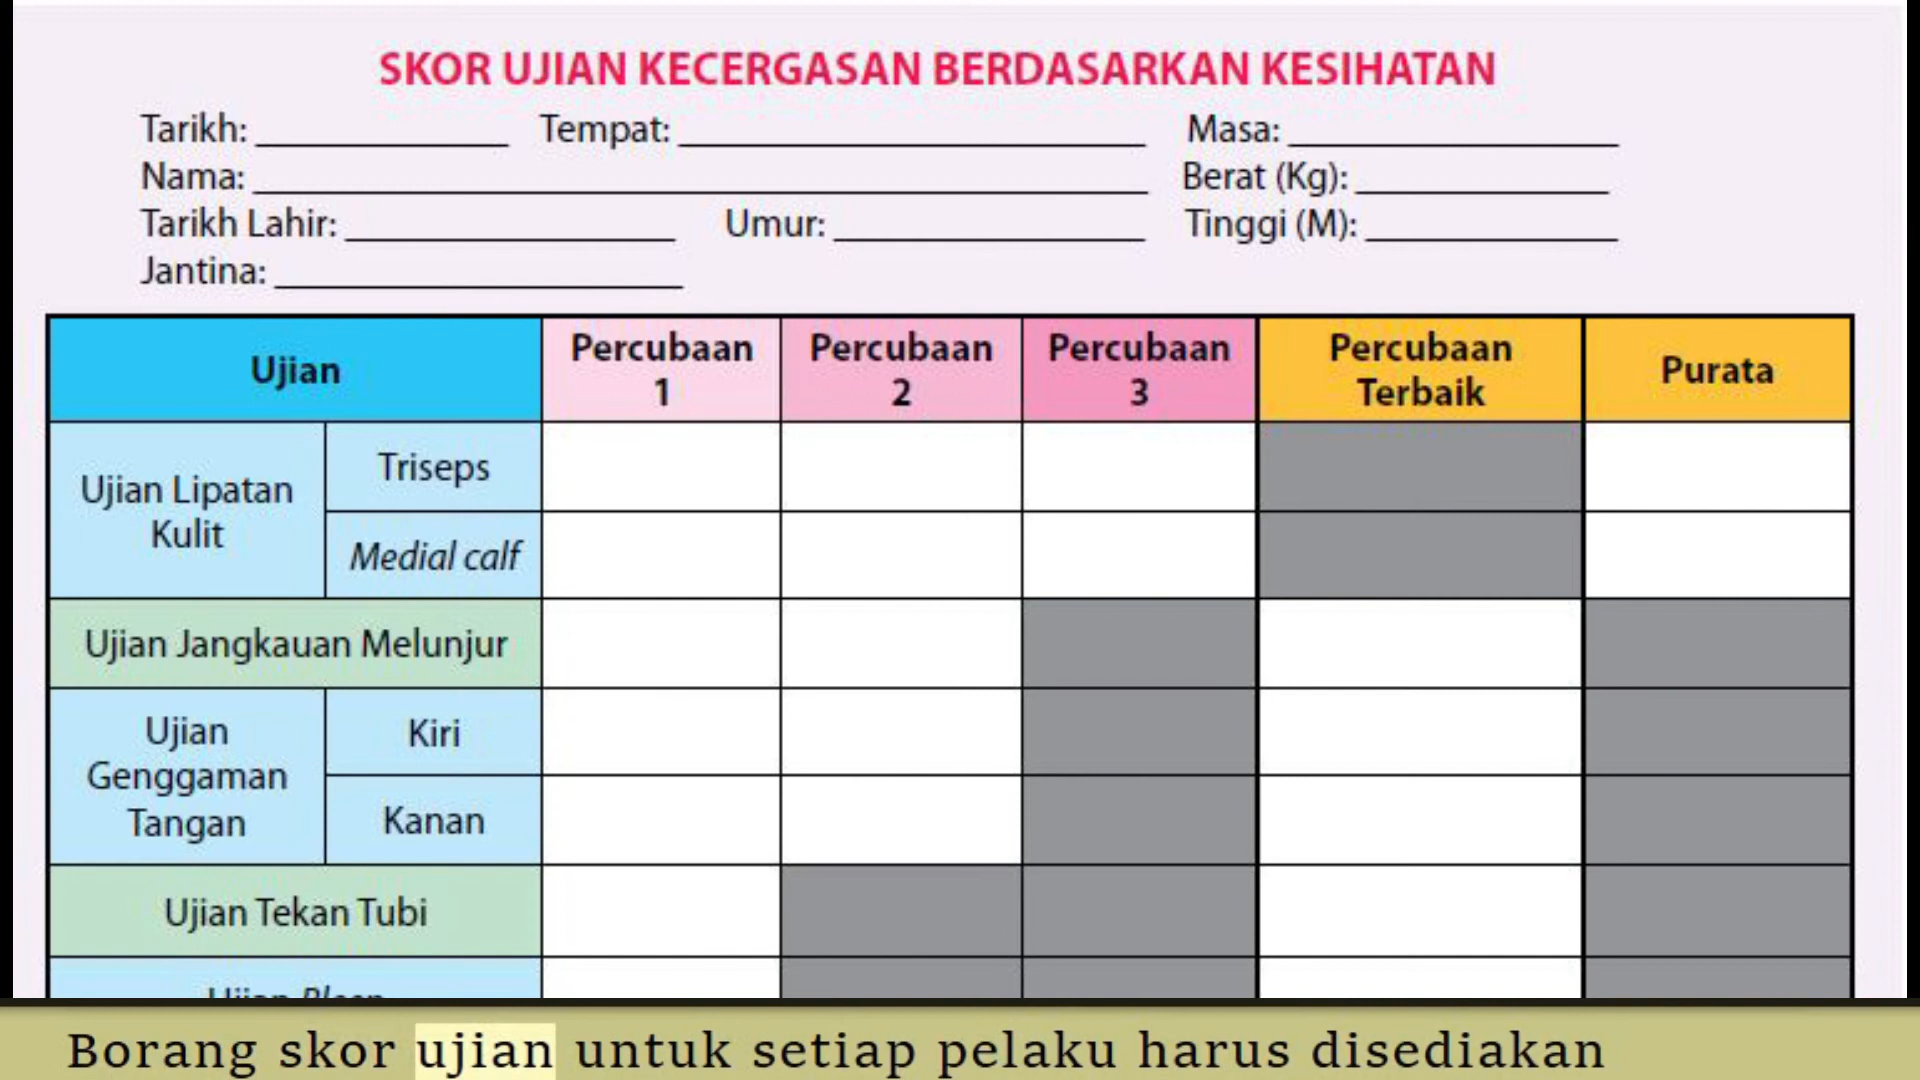 SKOR UJIAN KECERGASAN BERDASARKAN KESIHATAN
Tarikh: Tempat: Masa:
Nama: Berat (Kg):
Tarikh Lahir: Umur: Tinggi (M):
Jantina:
Ujian
Percubaan 1
Percubaan 2
Percubaan 3
Percubaan Terbaik
Purata
Ujian Lipatan
Kulit
Triseps
Medial calf
Ujian Jangkauan Melunjur
Ujian
Genggaman
Tangan
Kiri
Kanan
Ujian Tekan Tubi
Ujian Bleep
Borang skor ujian untuk setiap pelaku harus disediakan